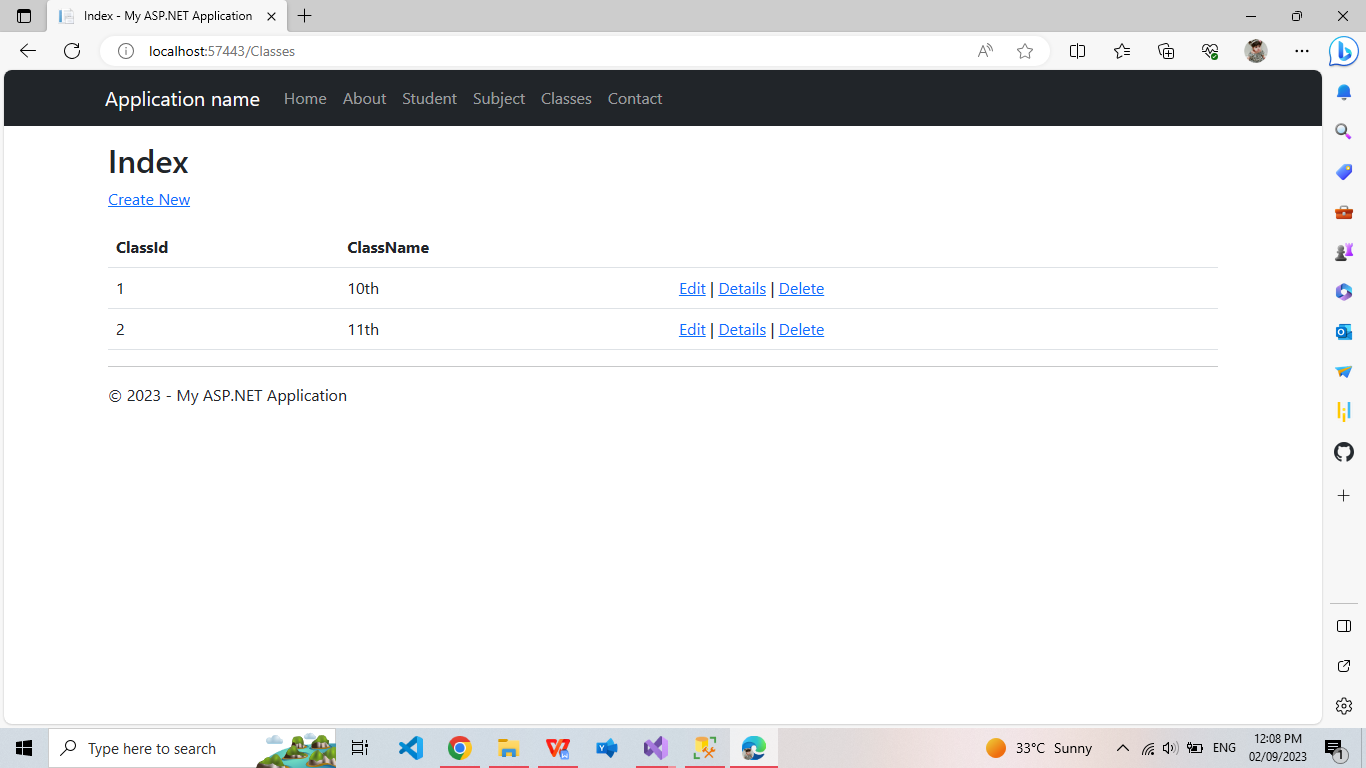 Index - My ASP.NET Application
localhost:57443/Classes
Application name Home About Student Subject Classes Contact
Index
Create New
ClassId ClassName
1 10th Edit | Details | Delete
2 11th Edit | Details | Delete
© 2023 - My ASP.NET Application
Type here to search
33°C Sunny
ENG
12:08 PM
02/09/2023
1